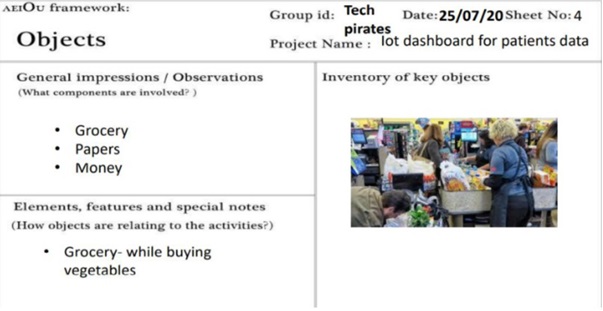 AEIOU framework:
Objects
Group id: Tech pirates
Date:25/07/20 Sheet No: 4
Project Name : Iot dashboard for patients data
General impressions / Observations
(What components are involved? )
• Grocery
• Papers
• Money
Elements, features and special notes
(How objects are relating to the activities?)
• Grocery- while buying
vegetables
Inventory of key objects